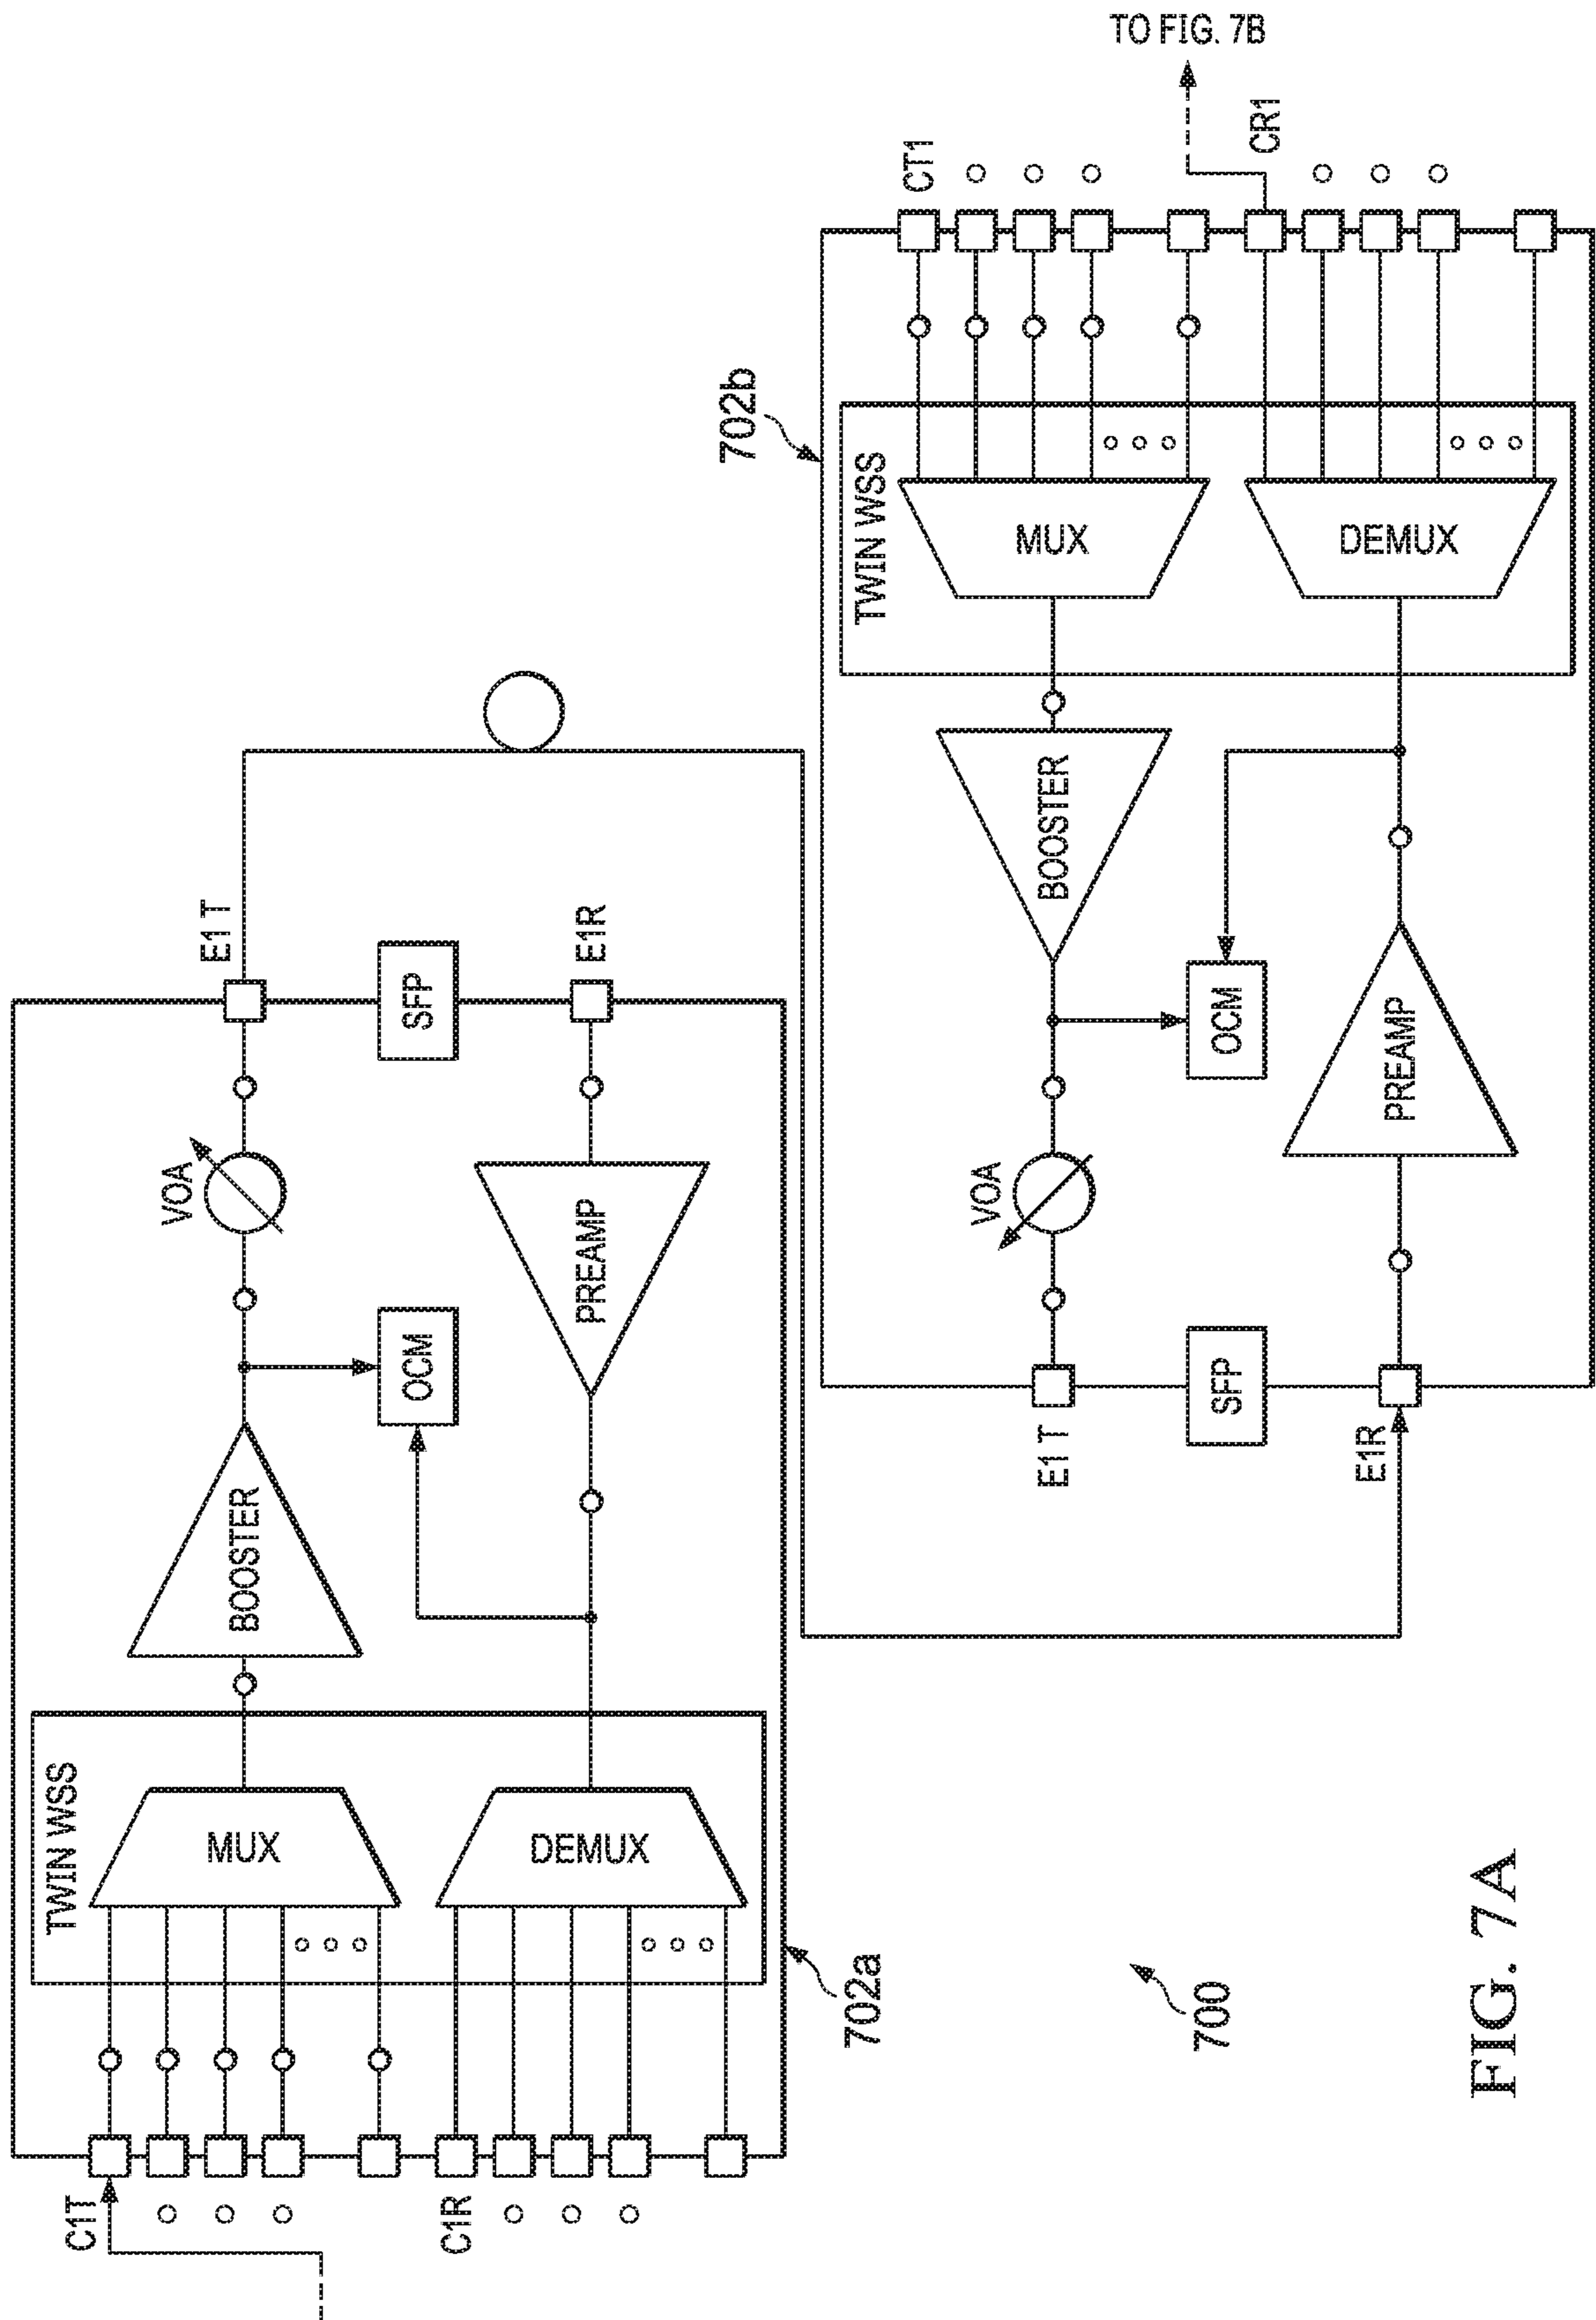 TO FIG. 7B
702a
TWIN WSS
C1T
C1R
MUX
DEMUX
BOOSTER
OCM
PREAMP
VOA
E1 T
SFP
E1R
702b
E1 T
SFP
E1R
VOA
OCM
PREAMP
BOOSTER
TWIN WSS
MUX
DEMUX
CT1
CR1
700
FIG. 7A